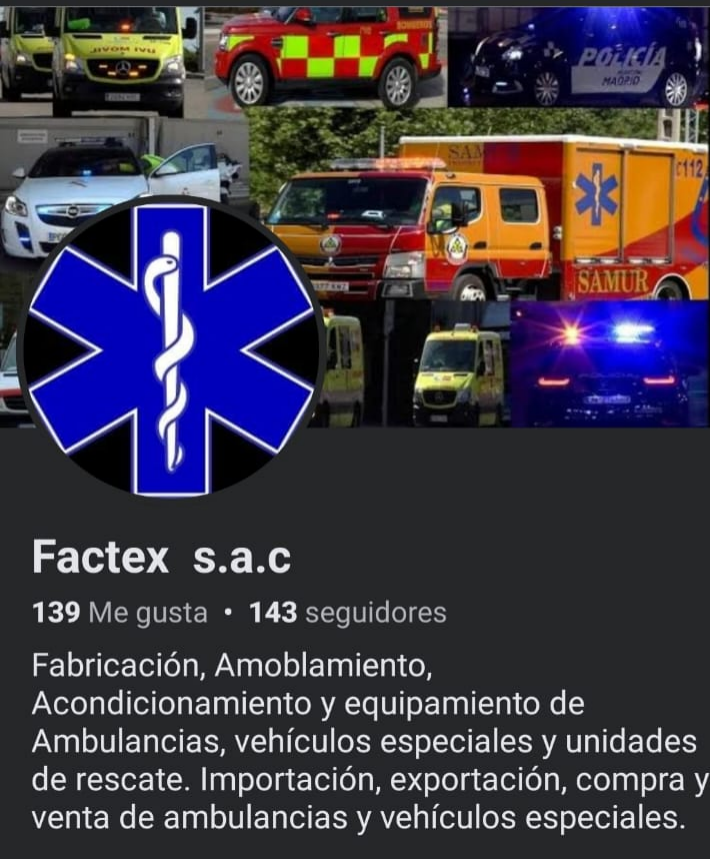 BOMBEROS
POLICÍA
MADRID
SAMUR
112
SAMUR
Factex s.a.c
139 Me gusta • 143 seguidores
Fabricación, Amoblamiento,
Acondicionamiento y equipamiento de
Ambulancias, vehículos especiales y unidades
de rescate. Importación, exportación, compra y
venta de ambulancias y vehículos especiales.